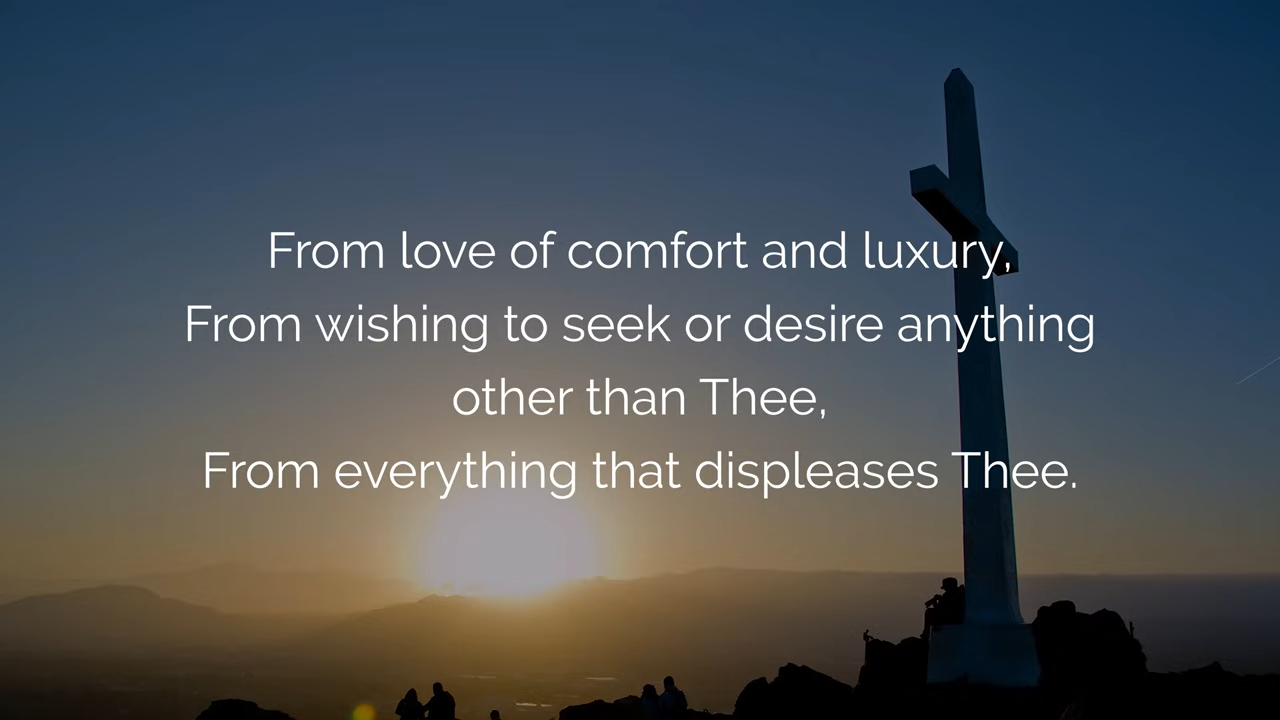 From love of comfort and luxury,
From wishing to seek or desire anything
other than Thee,
From everything that displeases Thee.